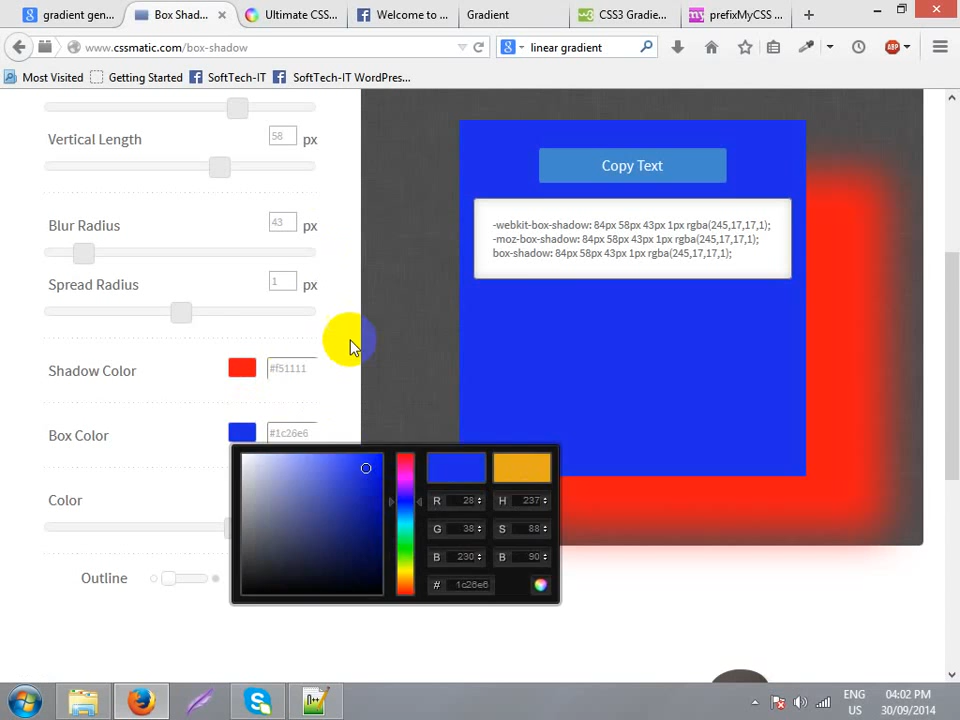 gradient gen...
Box Shad...
Ultimate CSS...
Welcome to ...
Gradient
CSS3 Gradie...
prefixMyCSS ...
www.cssmatic.com/box-shadow
linear gradient
ABP
Most Visited
Getting Started
SoftTech-IT
SoftTech-IT WordPres...
Vertical Length
58
px
Blur Radius
43
px
Spread Radius
1
px
Shadow Color
#f51111
Box Color
#1c26e6
Color
Outline
Copy Text
-webkit-box-shadow: 84px 58px 43px 1px rgba(245,17,17,1);
-moz-box-shadow: 84px 58px 43px 1px rgba(245,17,17,1);
box-shadow: 84px 58px 43px 1px rgba(245,17,17,1);
R 28 H 237
G 38 S 88
B 230 B 90
# 1c26e6
ENG
US
04:02 PM
30/09/2014